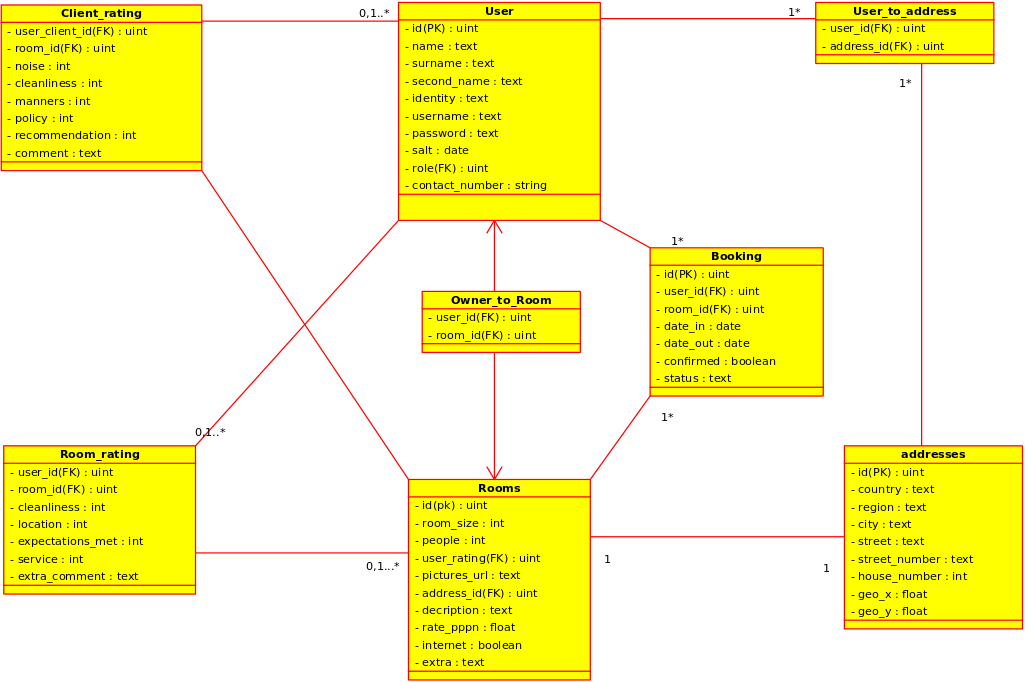 Client_rating
- user_client_id(FK) : uint
- room_id(FK) : uint
- noise : int
- cleanliness : int
- manners : int
- policy : int
- recommendation : int
- comment : text
0,1..*
User
- id(PK) : uint
- name : text
- surname : text
- second_name : text
- identity : text
- username : text
- password : text
- salt : date
- role(FK) : uint
- contact_number : string
1*
User_to_address
- user_id(FK) : uint
- address_id(FK) : uint
1*
1*
Booking
- id(PK) : uint
- user_id(FK) : uint
- room_id(FK) : uint
- date_in : date
- date_out : date
- confirmed : boolean
- status : text
1*
Owner_to_Room
- user_id(FK) : uint
- room_id(FK) : uint
0,1..*
Room_rating
- user_id(FK) : uint
- room_id(FK) : uint
- cleanliness : int
- location : int
- expectations_met : int
- service : int
- extra_comment : text
0,1...*
Rooms
- id(pk) : uint
- room_size : int
- people : int
- user_rating(FK) : uint
- pictures_url : text
- address_id(FK) : uint
- decription : text
- rate_pppn : float
- internet : boolean
- extra : text
1
1
addresses
- id(PK) : uint
- country : text
- region : text
- city : text
- street : text
- street_number : text
- house_number : int
- geo_x : float
- geo_y : float